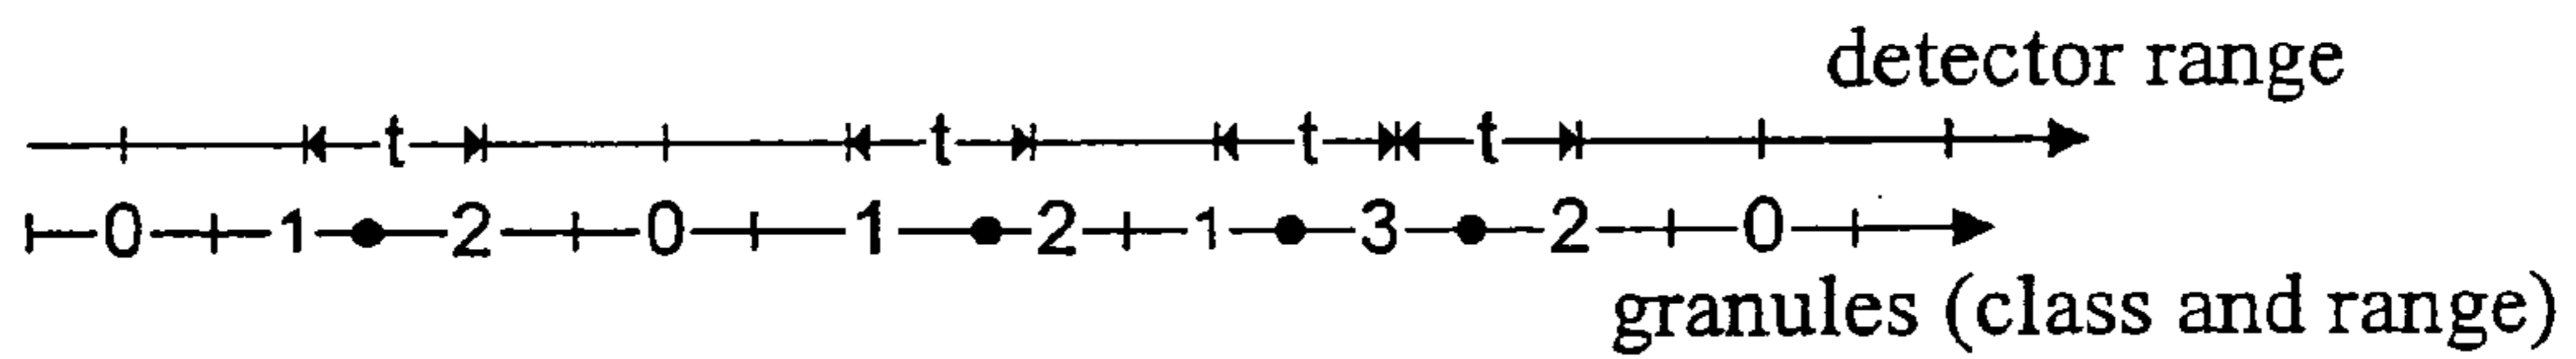 detector range
t t t t
0 1 2 0 1 2 1 3 2 0
granules (class and range)